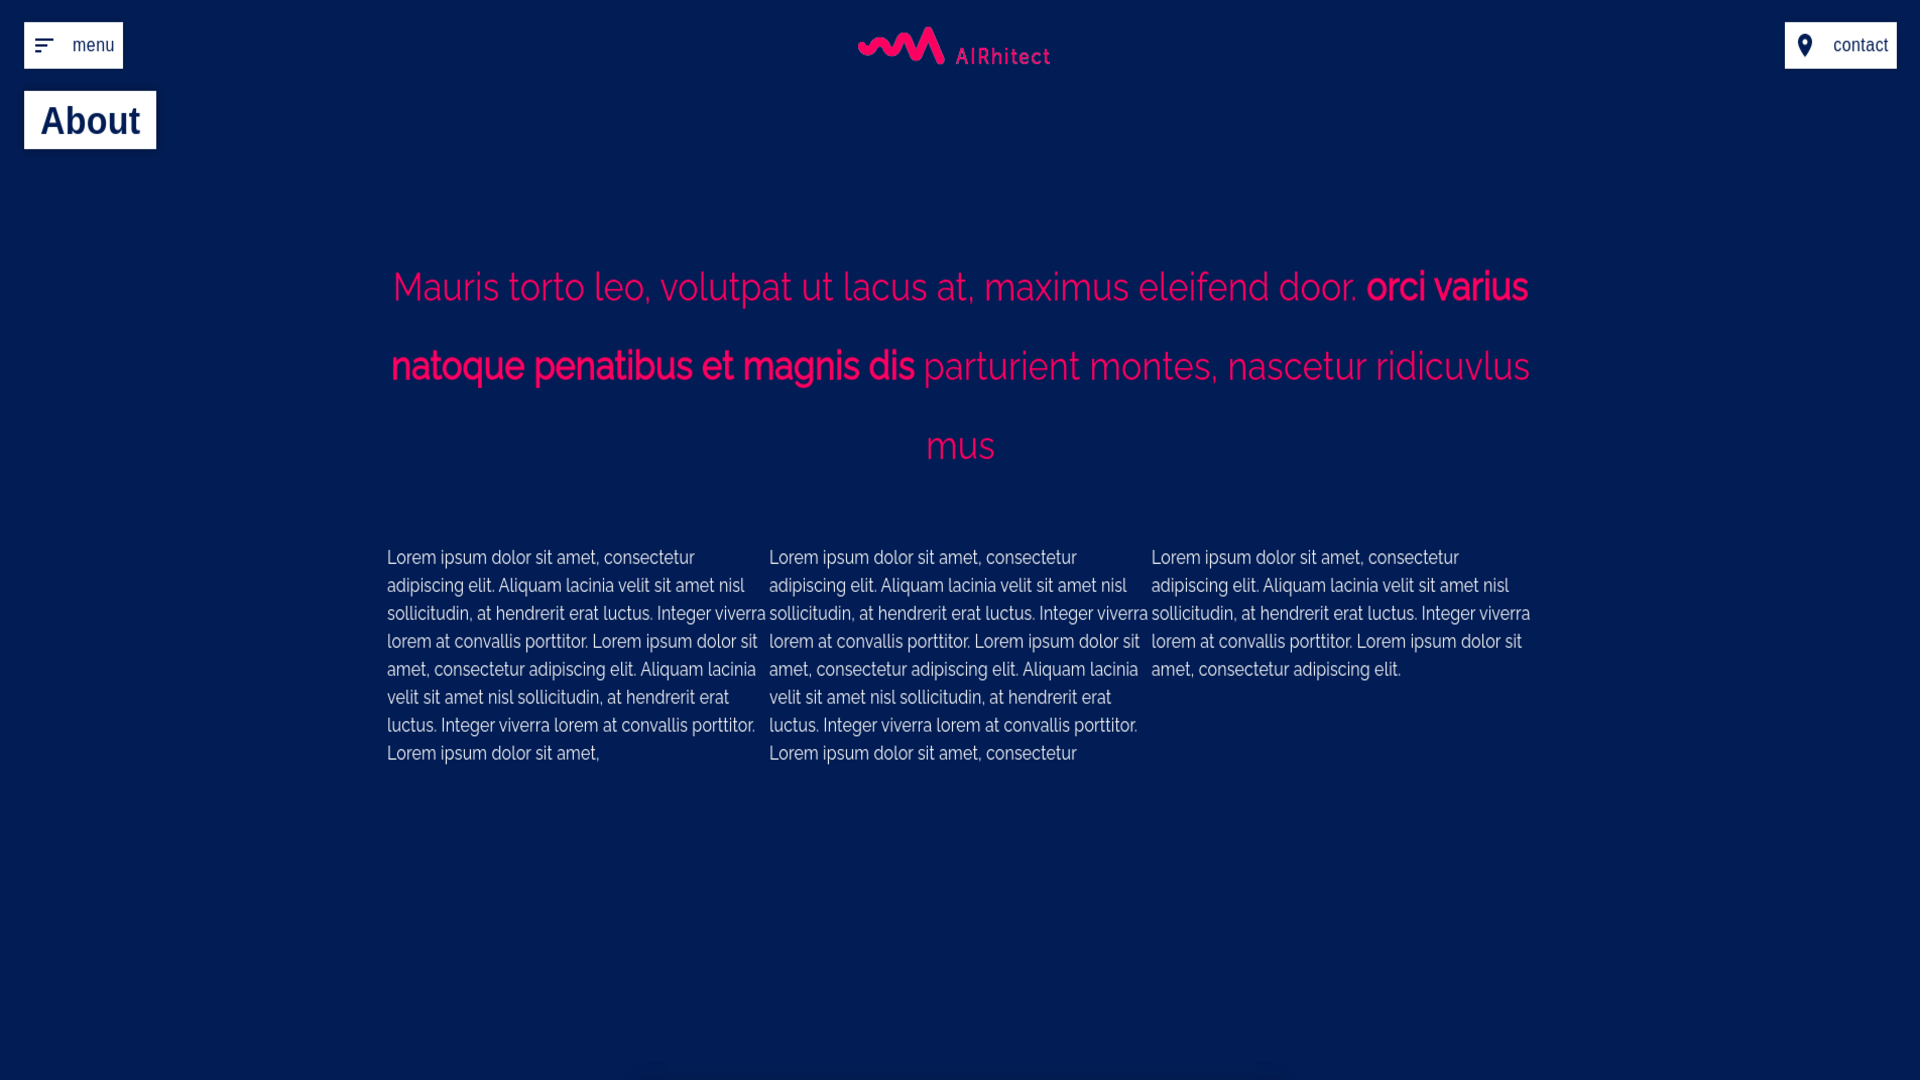 menu
AIRhitect
contact
About
Mauris torto leo, volutpat ut lacus at, maximus eleifend door. orci varius
natoque penatibus et magnis dis parturient montes, nascetur ridicuvlus
mus
Lorem ipsum dolor sit amet, consectetur
adipiscing elit. Aliquam lacinia velit sit amet nisl
sollicitudin, at hendrerit erat luctus. Integer viverra
lorem at convallis porttitor. Lorem ipsum dolor sit
amet, consectetur adipiscing elit. Aliquam lacinia
velit sit amet nisl sollicitudin, at hendrerit erat
luctus. Integer viverra lorem at convallis porttitor.
Lorem ipsum dolor sit amet,
Lorem ipsum dolor sit amet, consectetur
adipiscing elit. Aliquam lacinia velit sit amet nisl
sollicitudin, at hendrerit erat luctus. Integer viverra
lorem at convallis porttitor. Lorem ipsum dolor sit
amet, consectetur adipiscing elit. Aliquam lacinia
velit sit amet nisl sollicitudin, at hendrerit erat
luctus. Integer viverra lorem at convallis porttitor.
Lorem ipsum dolor sit amet, consectetur
Lorem ipsum dolor sit amet, consectetur
adipiscing elit. Aliquam lacinia velit sit amet nisl
sollicitudin, at hendrerit erat luctus. Integer viverra
lorem at convallis porttitor. Lorem ipsum dolor sit
amet, consectetur adipiscing elit.